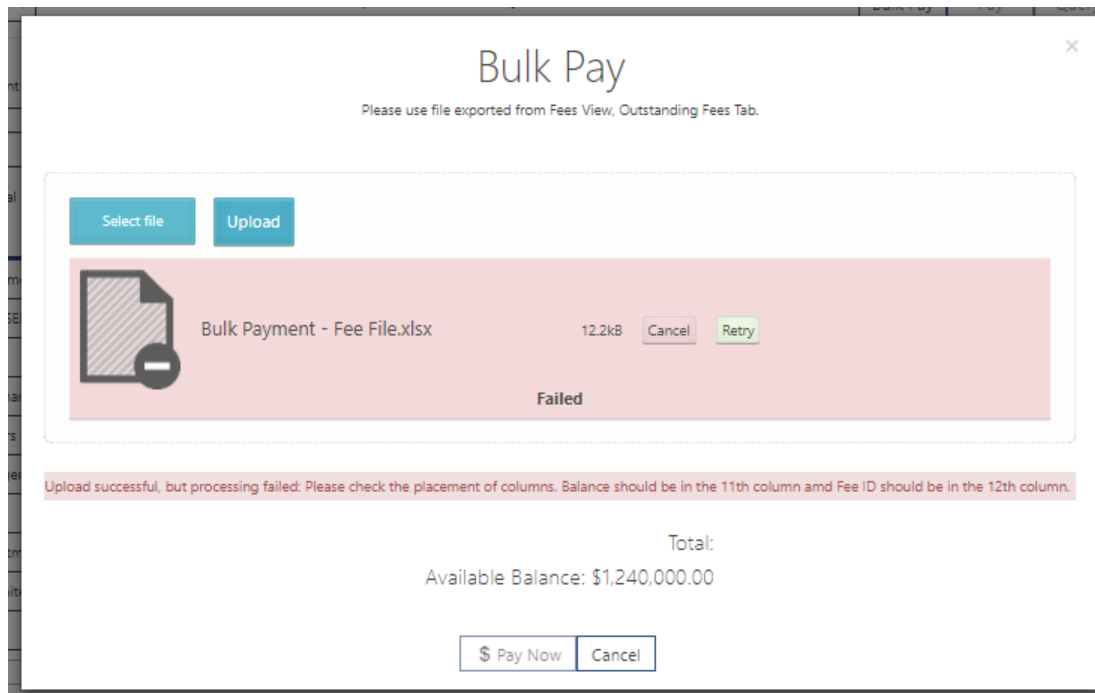 Bulk Pay
×
Please use file exported from Fees View, Outstanding Fees Tab.
Select file
Upload
Bulk Payment - Fee File.xlsx
12.2kB
Cancel
Retry
Failed
Upload successful, but processing failed: Please check the placement of columns. Balance should be in the 11th column amd Fee ID should be in the 12th column.
Total:
Available Balance: $1,240,000.00
$ Pay Now
Cancel